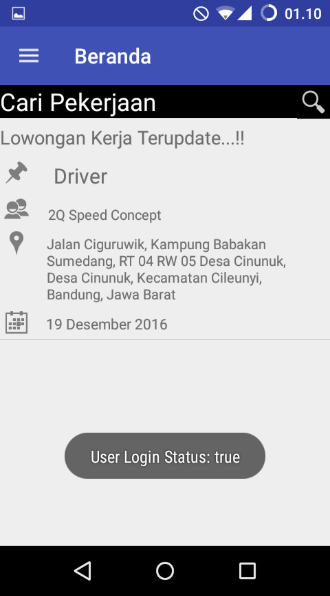 01.10
Beranda
Cari Pekerjaan
Lowongan Kerja Terupdate...!!
Driver
2Q Speed Concept
Jalan Ciguruwik, Kampung Babakan
Sumedang, RT 04 RW 05 Desa Cinunuk,
Desa Cinunuk, Kecamatan Cileunyi,
Bandung, Jawa Barat
19 Desember 2016
User Login Status: true